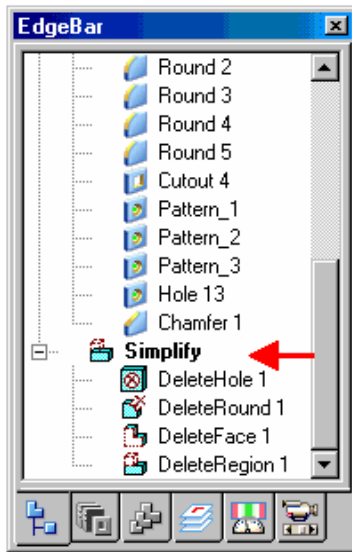 EdgeBar
Round 2
Round 3
Round 4
Round 5
Cutout 4
Pattern_1
Pattern_2
Pattern_3
Hole 13
Chamfer 1
Simplify
DeleteHole 1
DeleteRound 1
DeleteFace 1
DeleteRegion 1